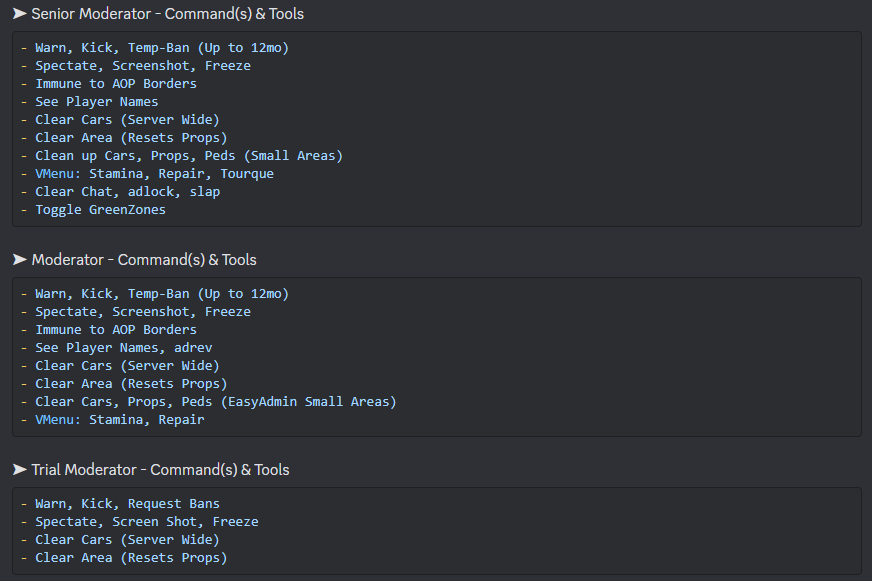 ➤ Senior Moderator - Command(s) & Tools
- Warn, Kick, Temp-Ban (Up to 12mo)
- Spectate, Screenshot, Freeze
- Immune to AOP Borders
- See Player Names
- Clear Cars (Server Wide)
- Clear Area (Resets Props)
- Clean up Cars, Props, Peds (Small Areas)
- VMenu: Stamina, Repair, Tourque
- Clear Chat, adlock, slap
- Toggle GreenZones
➤ Moderator - Command(s) & Tools
- Warn, Kick, Temp-Ban (Up to 12mo)
- Spectate, Screenshot, Freeze
- Immune to AOP Borders
- See Player Names, adrev
- Clear Cars (Server Wide)
- Clear Area (Resets Props)
- Clear Cars, Props, Peds (EasyAdmin Small Areas)
- VMenu: Stamina, Repair
➤ Trial Moderator - Command(s) & Tools
- Warn, Kick, Request Bans
- Spectate, Screen Shot, Freeze
- Clear Cars (Server Wide)
- Clear Area (Resets Props)